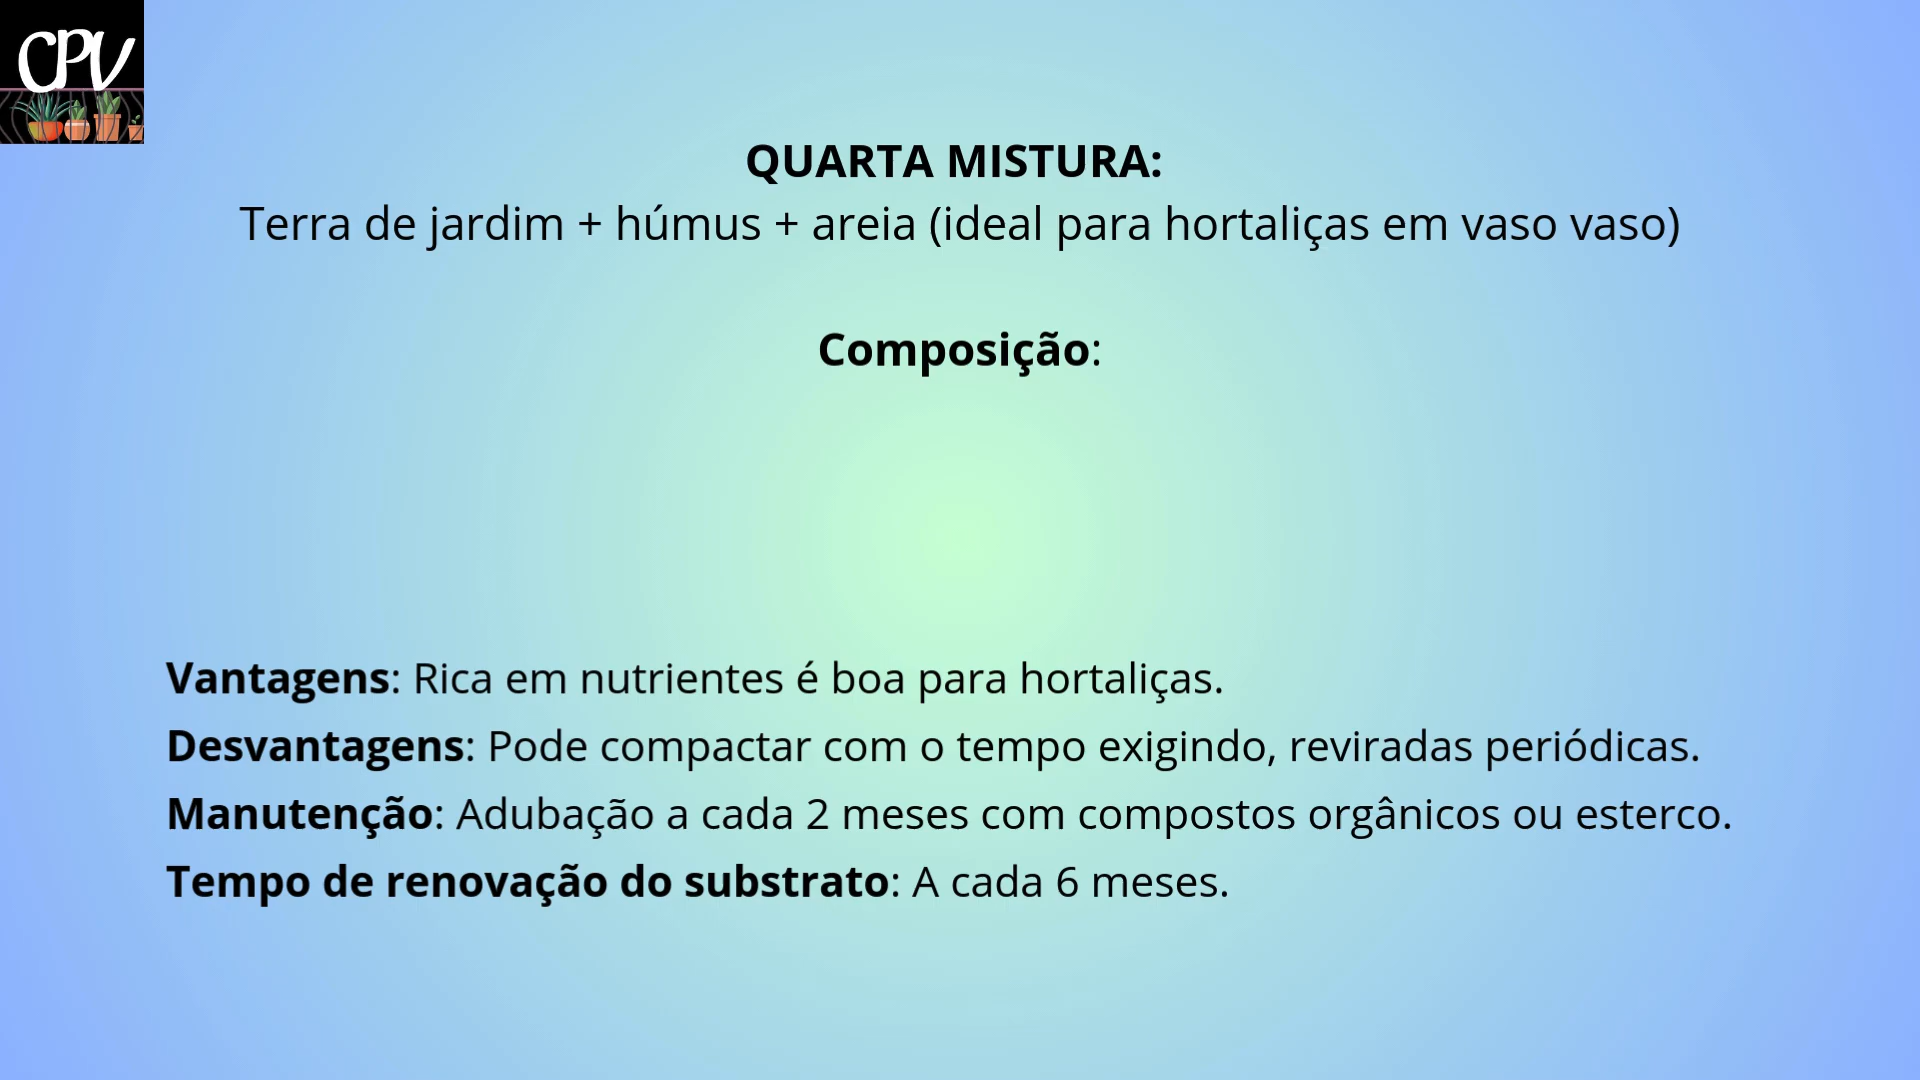 CPV
QUARTA MISTURA:
Terra de jardim + húmus + areia (ideal para hortaliças em vaso vaso)
Composição:
Vantagens: Rica em nutrientes é boa para hortaliças.
Desvantagens: Pode compactar com o tempo exigindo, reviradas periódicas.
Manutenção: Adubação a cada 2 meses com compostos orgânicos ou esterco.
Tempo de renovação do substrato: A cada 6 meses.